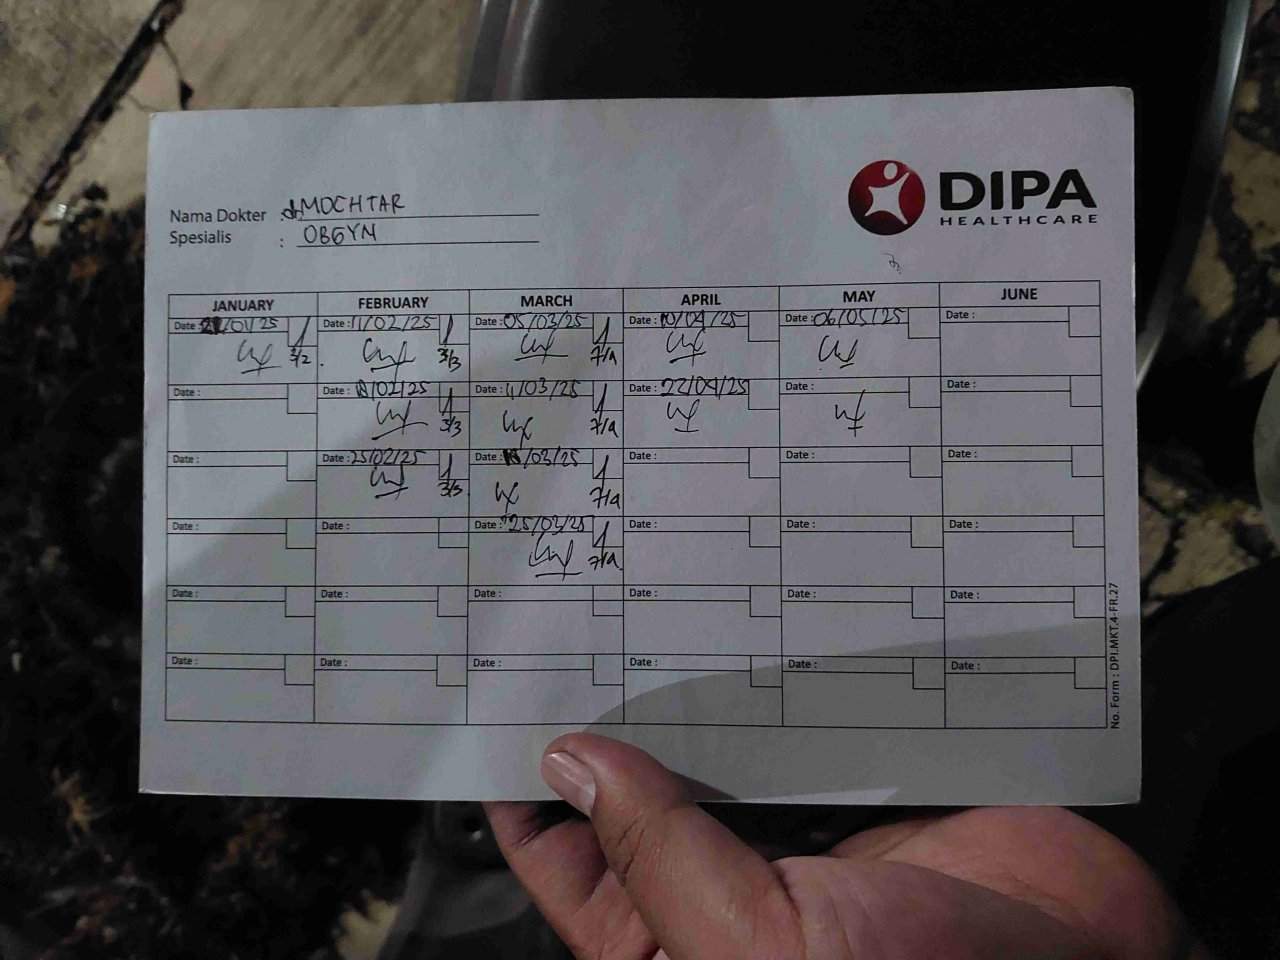 DIPA
HEALTHCARE
Nama Dokter : dr MOCHTAR
Spesialis : OBGYN
JANUARY FEBRUARY MARCH APRIL MAY JUNE
Date : /01/25 Date : 11/02/25 Date : 05/03/25 Date : 10/04/25 Date : 06/05/25 Date :
3/2 3/3 7/4
Date : Date : 18/02/25 Date : 11/03/25 Date : 22/04/25 Date : Date :
3/3 7/4
Date : Date : 25/02/25 Date : 18/03/25 Date : Date : Date :
3/3 7/4
Date : Date : Date : 25/03/25 Date : Date : Date :
7/4
Date : Date : Date : Date : Date : Date :
Date : Date : Date : Date : Date : Date :
No. Form : DPI.MKT.4-FR.27